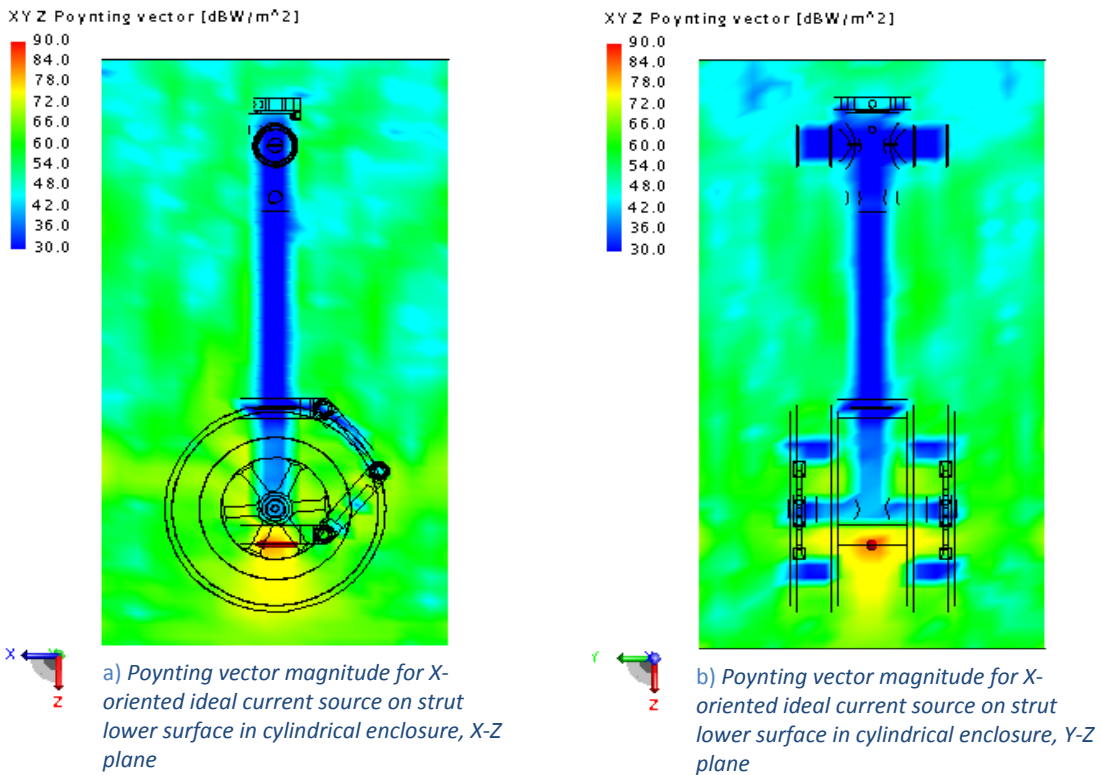 XYZ Poynting vector [dBW/m^2]
90.0
84.0
78.0
72.0
66.0
60.0
54.0
48.0
42.0
36.0
30.0
X
Z
a) Poynting vector magnitude for X-
oriented ideal current source on strut
lower surface in cylindrical enclosure, X-Z
plane
XYZ Poynting vector [dBW/m^2]
90.0
84.0
78.0
72.0
66.0
60.0
54.0
48.0
42.0
36.0
30.0
Y
Z
b) Poynting vector magnitude for X-
oriented ideal current source on strut
lower surface in cylindrical enclosure, Y-Z
plane